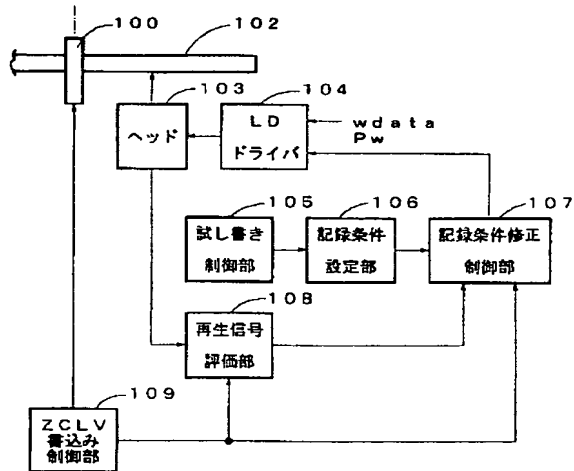 100
102
103
104
ヘッド
LD
ドライバ
wdata
Pw
105
106
107
試し書き
制御部
記録条件
設定部
記録条件修正
制御部
108
再生信号
評価部
109
ZCLV
書込み
制御部